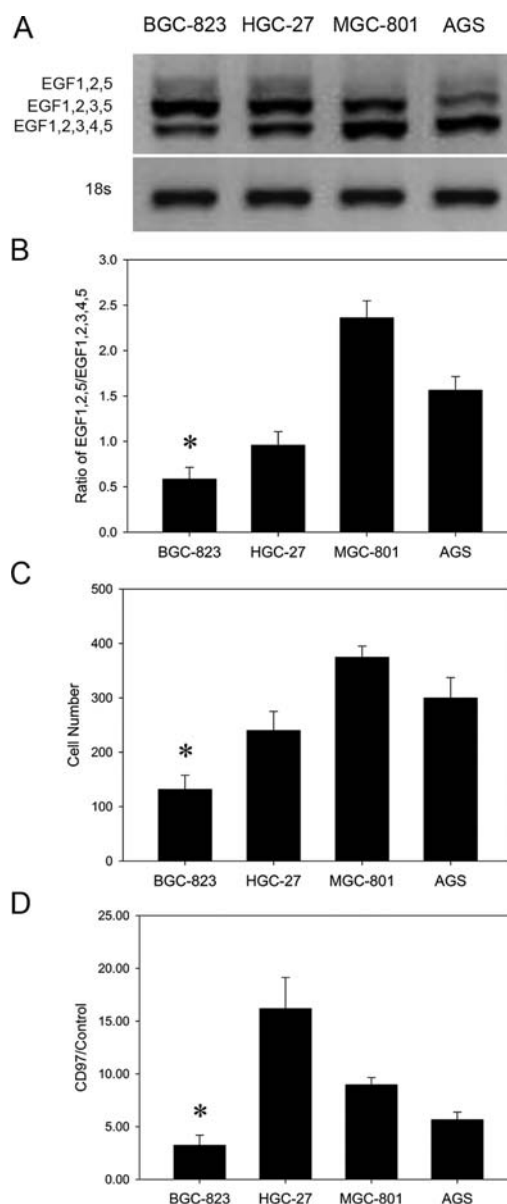 A
BGC-823 HGC-27 MGC-801 AGS
EGF1,2,5
EGF1,2,3,5
EGF1,2,3,4,5
18s
B
Ratio of EGF1,2,5/EGF1,2,3,4,5
3.0
2.5
2.0
1.5
1.0
0.5
0.0
*
BGC-823 HGC-27 MGC-801 AGS
C
Cell Number
500
400
300
200
100
0
*
BGC-823 HGC-27 MGC-801 AGS
D
CD97/Control
25.00
20.00
15.00
10.00
5.00
0.00
*
BGC-823 HGC-27 MGC-801 AGS